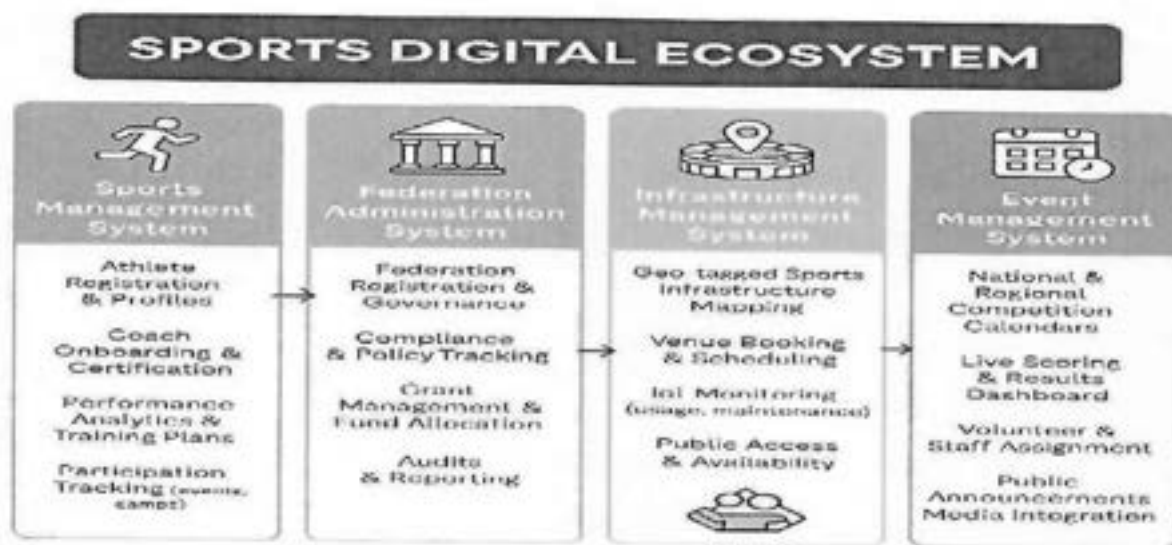 SPORTS DIGITAL ECOSYSTEM
Sports
Management
System
Athlete
Registration
& Profiles
Coach
Onboarding &
Certification
Performance
Analytics &
Training Plans
Participation
Tracking (events,
camps)
Federation
Administration
System
Federation
Registration &
Governance
Compliance
& Policy Tracking
Grant
Management &
Fund Allocation
Audits
& Reporting
Infrastructure
Management
System
Geo-tagged Sports
Infrastructure
Mapping
Venue Booking
& Scheduling
IoT Monitoring
(usage, maintenance)
Public Access
& Availability
Event
Management
System
National &
Regional
Competition
Calendars
Live Scoring
& Results
Dashboard
Volunteer &
Staff Assignment
Public
Announcements
Media Integration